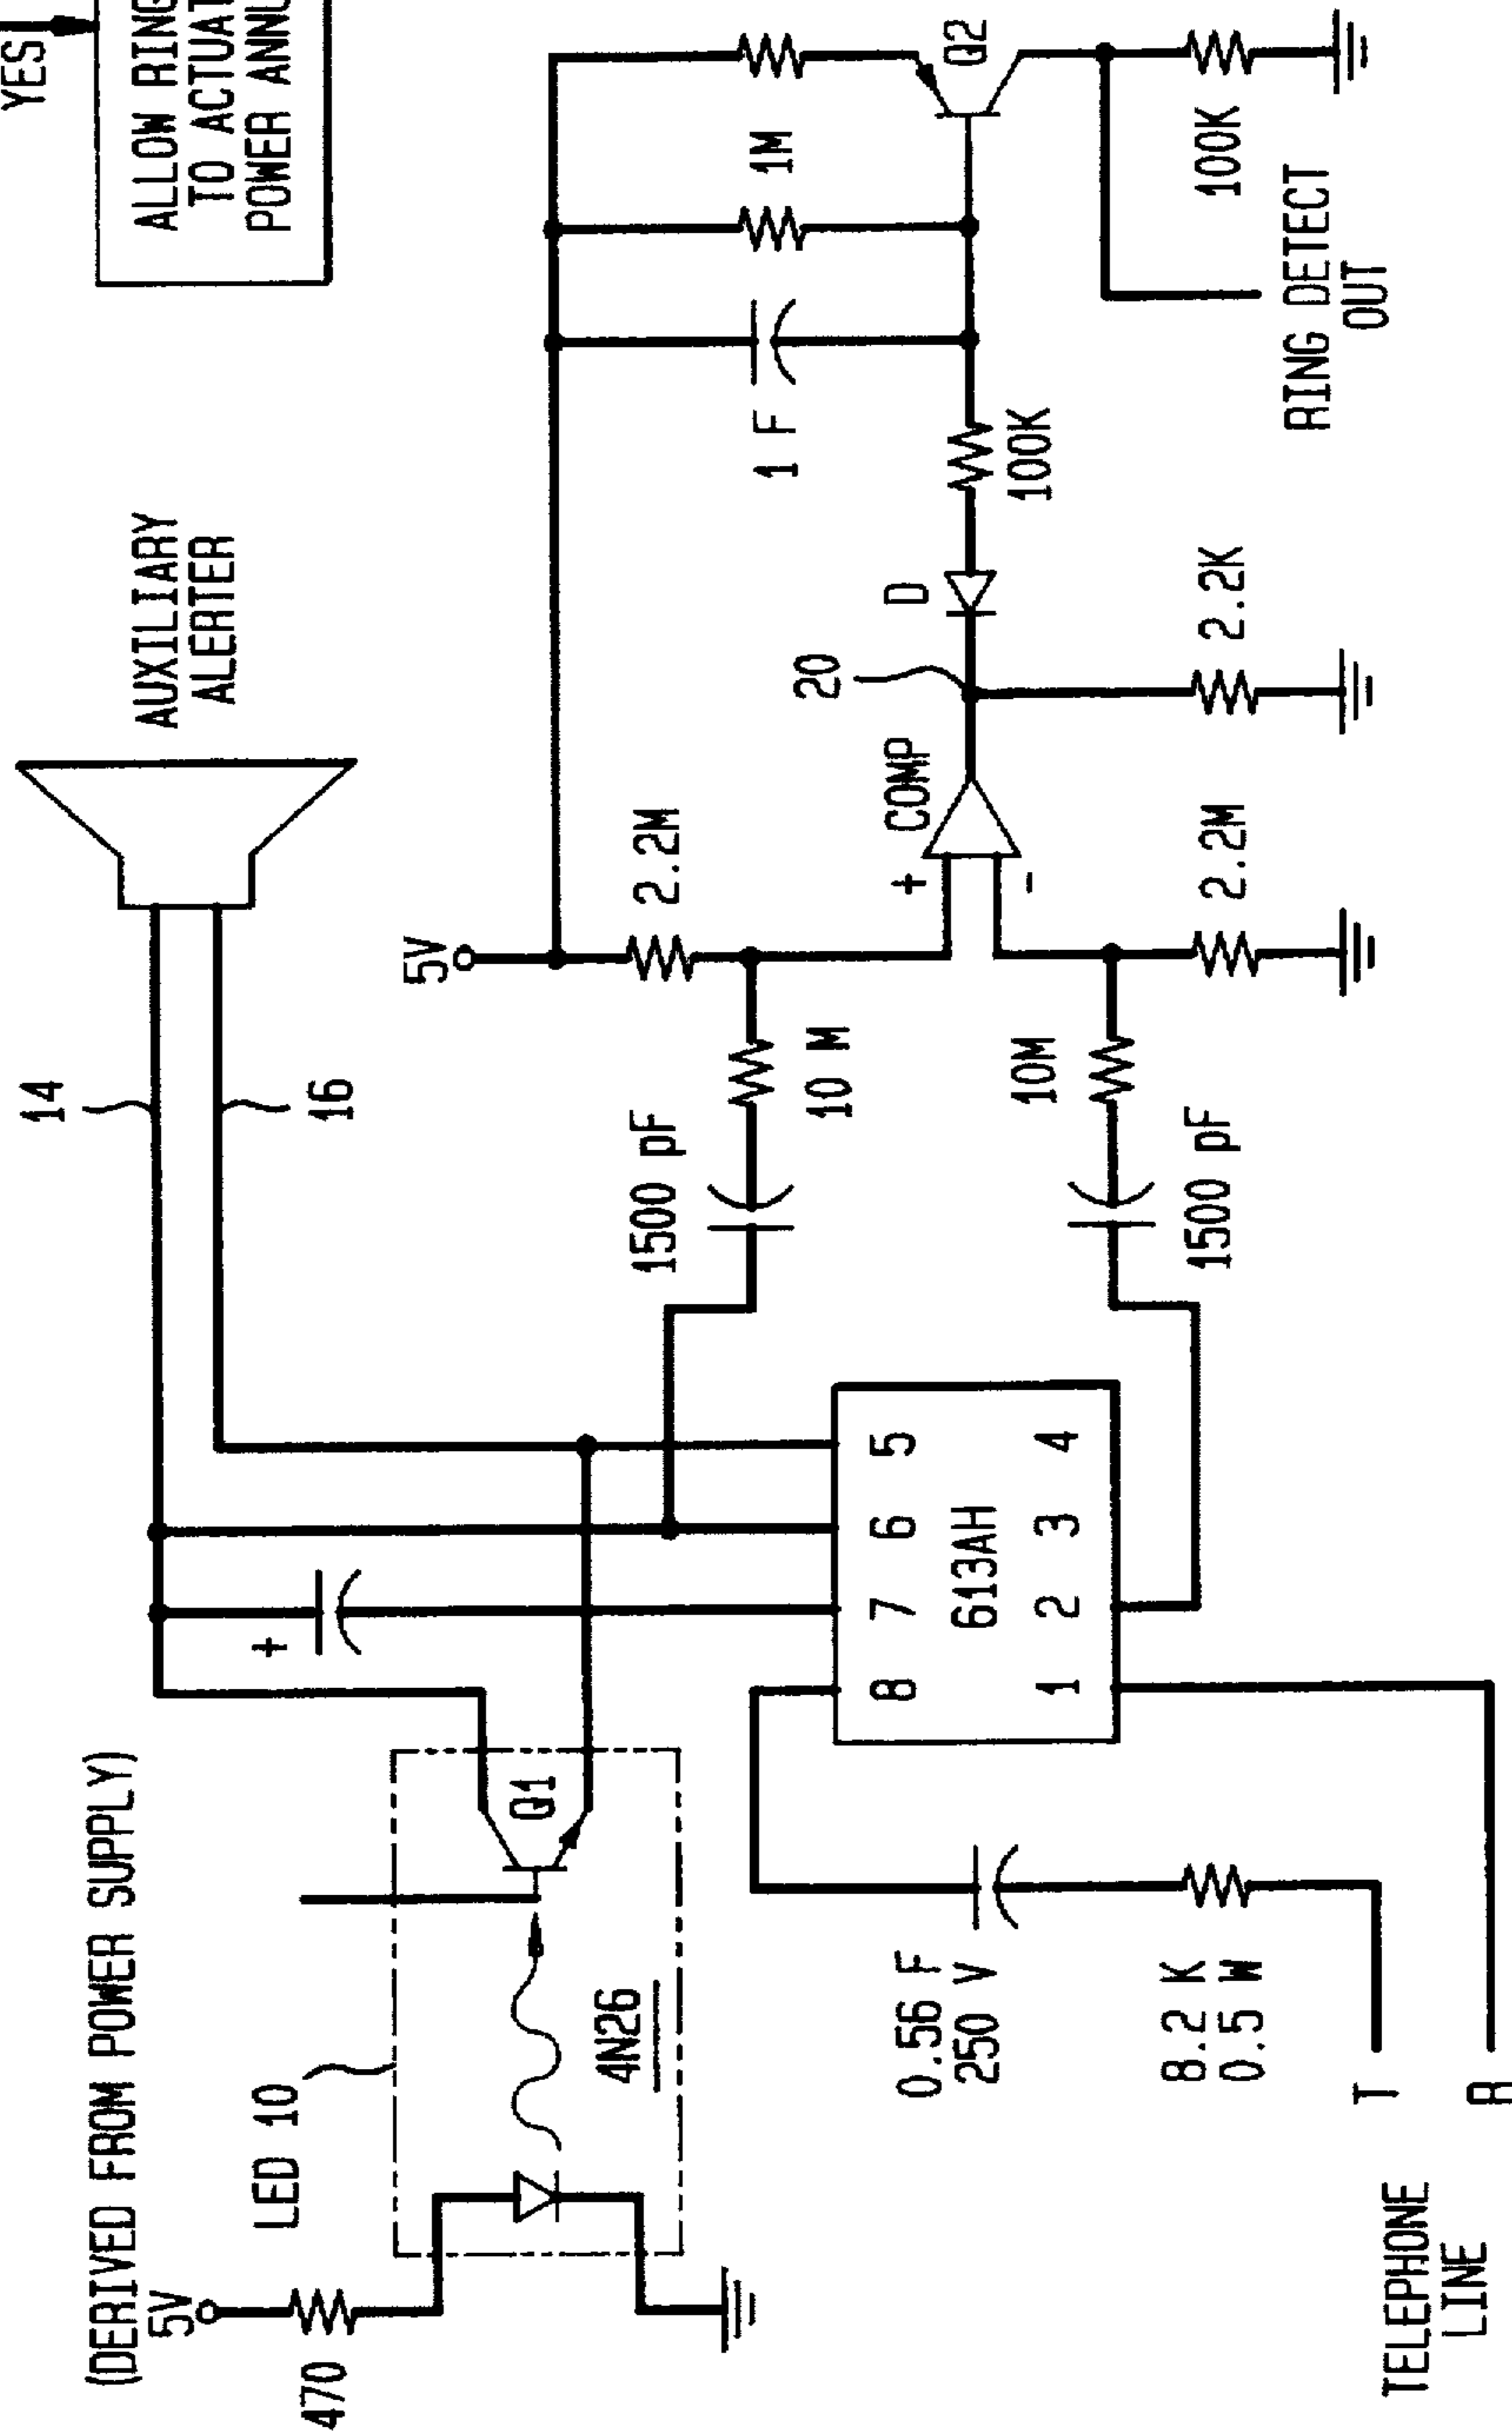 YES
ALLOW RING
TO ACTUAT
POWER ANNU
AUXILIARY
ALERTER
14
16
(DERIVED FROM POWER SUPPLY)
5V
470
LED 10
Q1
4N26
5V
2.2M
1500 pF
10 M
8 7 6 5
613AH
1 2 3 4
10M
1500 pF
0.56 F
250 V
8.2 K
0.5 W
T
R
TELEPHONE
LINE
+
COMP
+
-
20
D
2.2M
2.2K
100K
1 F
1M
Q2
100K
RING DETECT
OUT